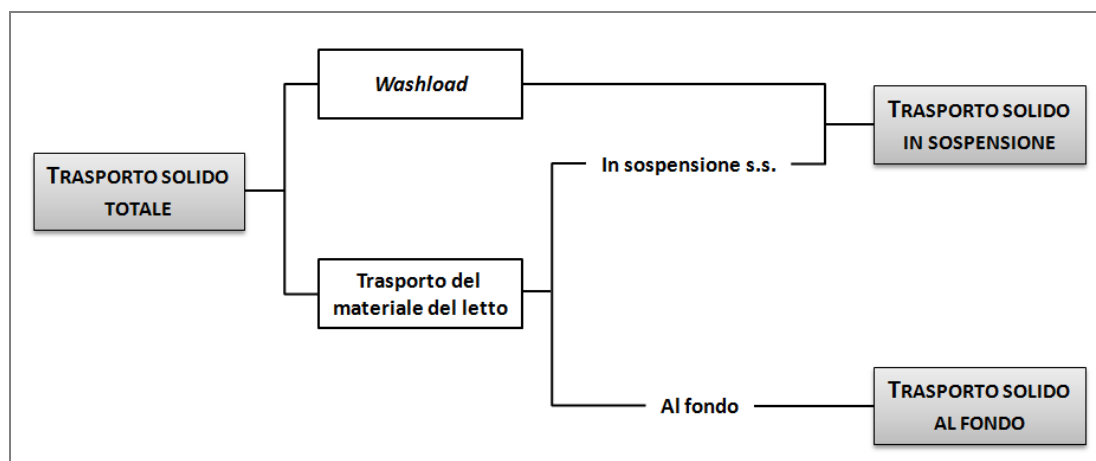 Washload
TRASPORTO SOLIDO
IN SOSPENSIONE
In sospensione s.s.
TRASPORTO SOLIDO
TOTALE
Trasporto del
materiale del letto
Al fondo
TRASPORTO SOLIDO
AL FONDO